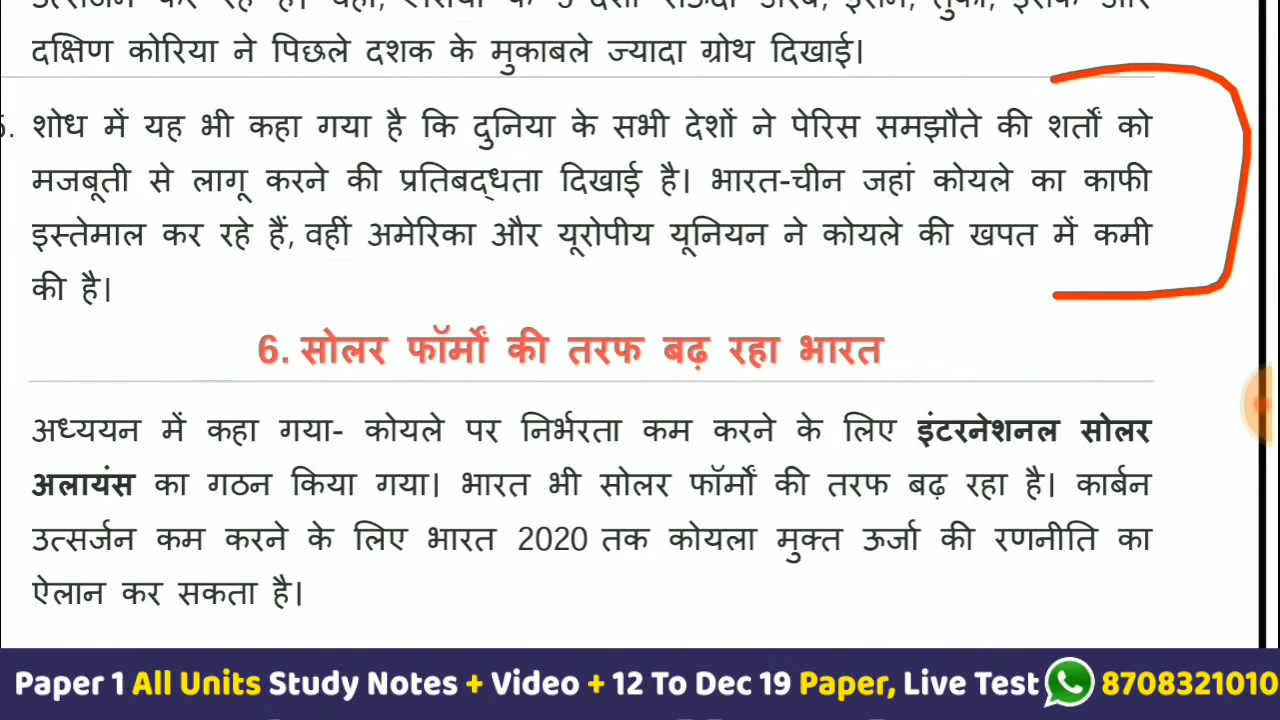 दक्षिण कोरिया ने पिछले दशक के मुकाबले ज्यादा ग्रोथ दिखाई।
5. शोध में यह भी कहा गया है कि दुनिया के सभी देशों ने पेरिस समझौते की शर्तों को
मजबूती से लागू करने की प्रतिबद्धता दिखाई है। भारत-चीन जहां कोयले का काफी
इस्तेमाल कर रहे हैं, वहीं अमेरिका और यूरोपीय यूनियन ने कोयले की खपत में कमी
की है।
6. सोलर फॉर्मों की तरफ बढ़ रहा भारत
अध्ययन में कहा गया- कोयले पर निर्भरता कम करने के लिए इंटरनेशनल सोलर
अलायंस का गठन किया गया। भारत भी सोलर फॉर्मों की तरफ बढ़ रहा है। कार्बन
उत्सर्जन कम करने के लिए भारत 2020 तक कोयला मुक्त ऊर्जा की रणनीति का
ऐलान कर सकता है।
Paper 1 All Units Study Notes + Video + 12 To Dec 19 Paper, Live Test 8708321010